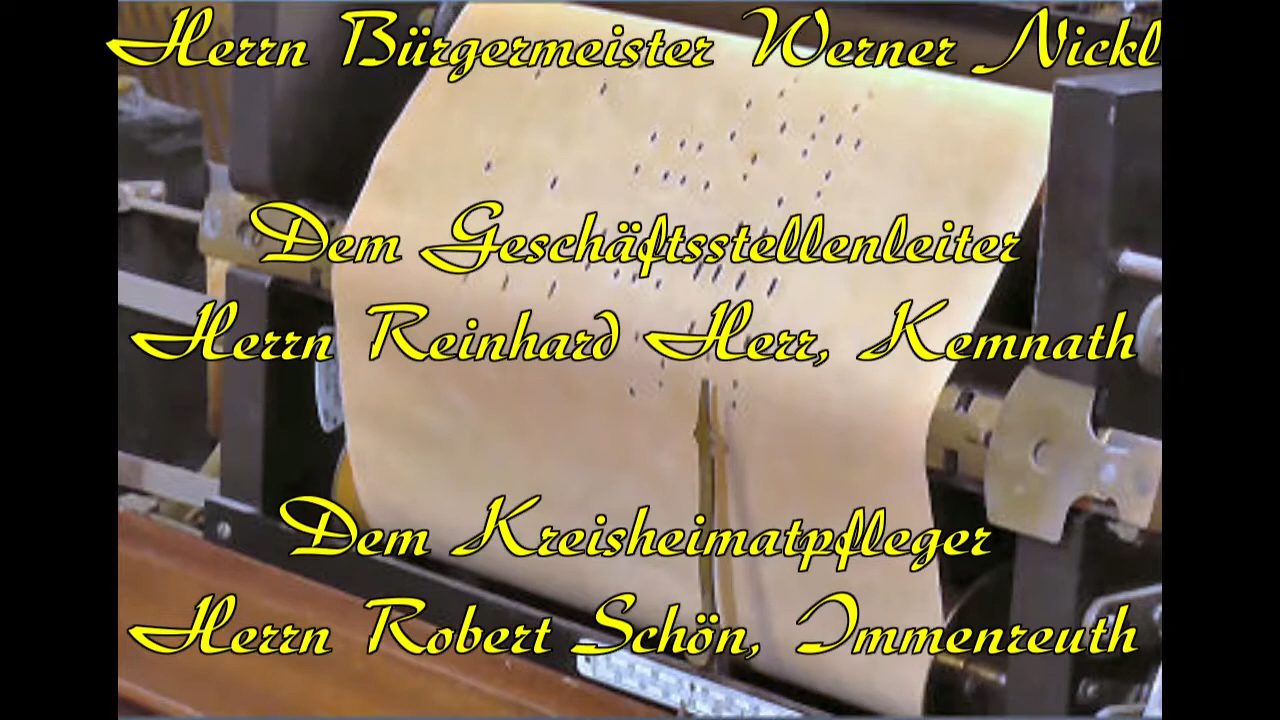 Herrn Bürgermeister Werner Nickl
Dem Geschäftsstellenleiter
Herrn Reinhard Herr, Kemnath
Dem Kreisheimatpfleger
Herrn Robert Schön, Immenreuth